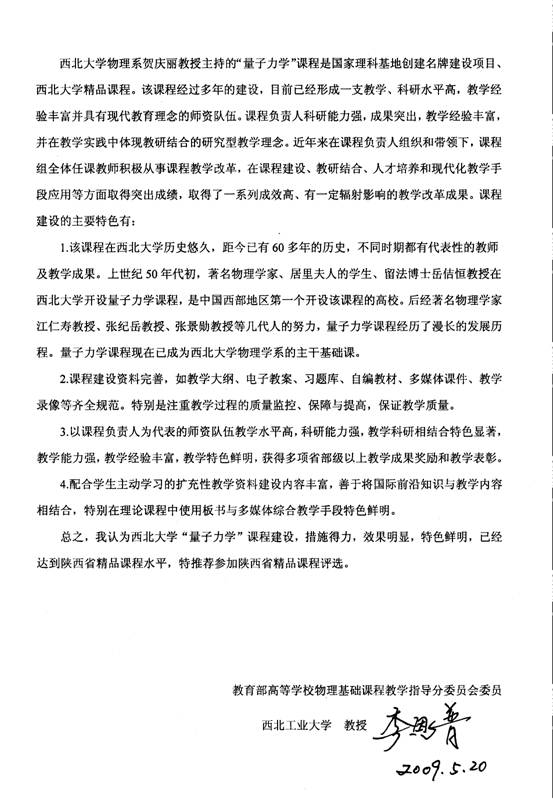 西北大学物理系贺庆丽教授主持的“量子力学”课程是国家理科基地创建名牌建设项目、
西北大学精品课程。该课程经过多年的建设，目前已经形成一支教学、科研水平高，教学经
验丰富并具有现代教育理念的师资队伍。课程负责人科研能力强，成果突出，教学经验丰富，
并在教学实践中体现教研结合的研究型教学理念。近年来在课程负责人组织和带领下，课程
组全体任课教师积极从事课程教学改革，在课程建设、教研结合、人才培养和现代化教学手
段应用等方面取得突出成绩，取得了一系列成效高、有一定辐射影响的教学改革成果。课程
建设的主要特色有：
1.该课程在西北大学历史悠久，距今已有 60 多年的历史，不同时期都有代表性的教师
及教学成果。上世纪 50 年代初，著名物理学家、居里夫人的学生、留法博士岳佶恒教授在
西北大学开设量子力学课程，是中国西部地区第一个开设该课程的高校。后经著名物理学家
江仁寿教授、张纪岳教授、张景勋教授等几代人的努力，量子力学课程经历了漫长的发展历
程。量子力学课程现在已成为西北大学物理学系的主干基础课。
2.课程建设资料完善，如教学大纲、电子教案、习题库、自编教材、多媒体课件、教学
录像等齐全规范。特别是注重教学过程的质量监控、保障与提高，保证教学质量。
3.以课程负责人为代表的师资队伍教学水平高，科研能力强，教学科研相结合特色显著，
教学能力强，教学经验丰富，教学特色鲜明，获得多项省部级以上教学成果奖励和教学表彰。
4.配合学生主动学习的扩充性教学资料建设内容丰富，善于将国际前沿知识与教学内容
相结合，特别在理论课程中使用板书与多媒体综合教学手段特色鲜明。
总之，我认为西北大学“量子力学”课程建设，措施得力，效果明显，特色鲜明，已经
达到陕西省精品课程水平，特推荐参加陕西省精品课程评选。
教育部高等学校物理基础课程教学指导分委员会委员
西北工业大学 教授 李恩普
2009.5.20